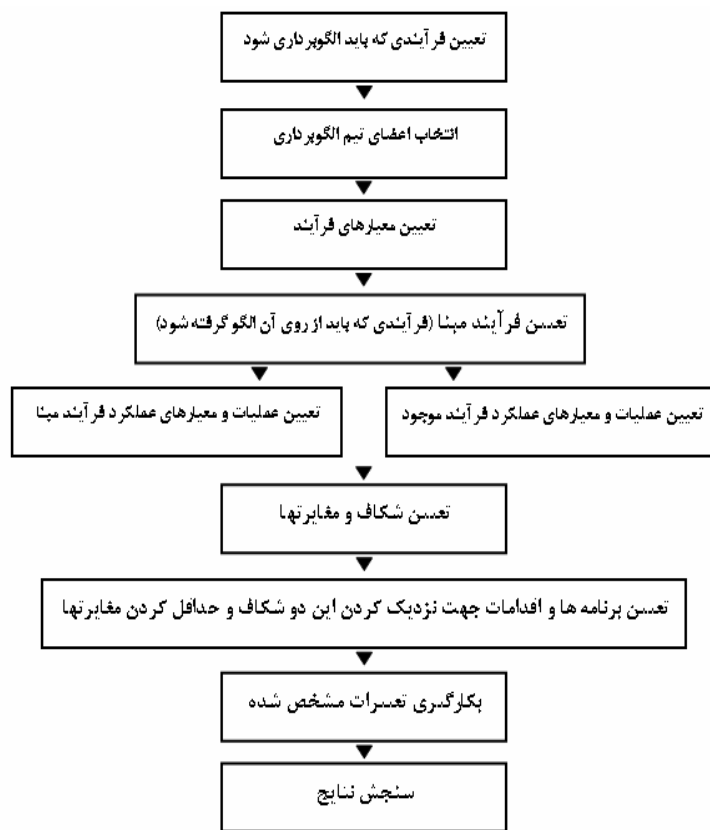 تعیین فرآیندی که باید الگوبرداری شود
انتخاب اعضای تیم الگوبرداری
تعیین معیارهای فرآیند
تعیین فرآیند مبنا (فرآیندی که باید از روی آن الگو گرفته شود)
تعیین عملیات و معیارهای عملکرد فرآیند موجود
تعیین عملیات و معیارهای عملکرد فرآیند مبنا
تعیین شکاف و مغایرتها
تعیین برنامه ها و اقدامات جهت نزدیک کردن این دو شکاف و حداقل کردن مغایرتها
بکارگیری تغییرات مشخص شده
سنجش نتایج